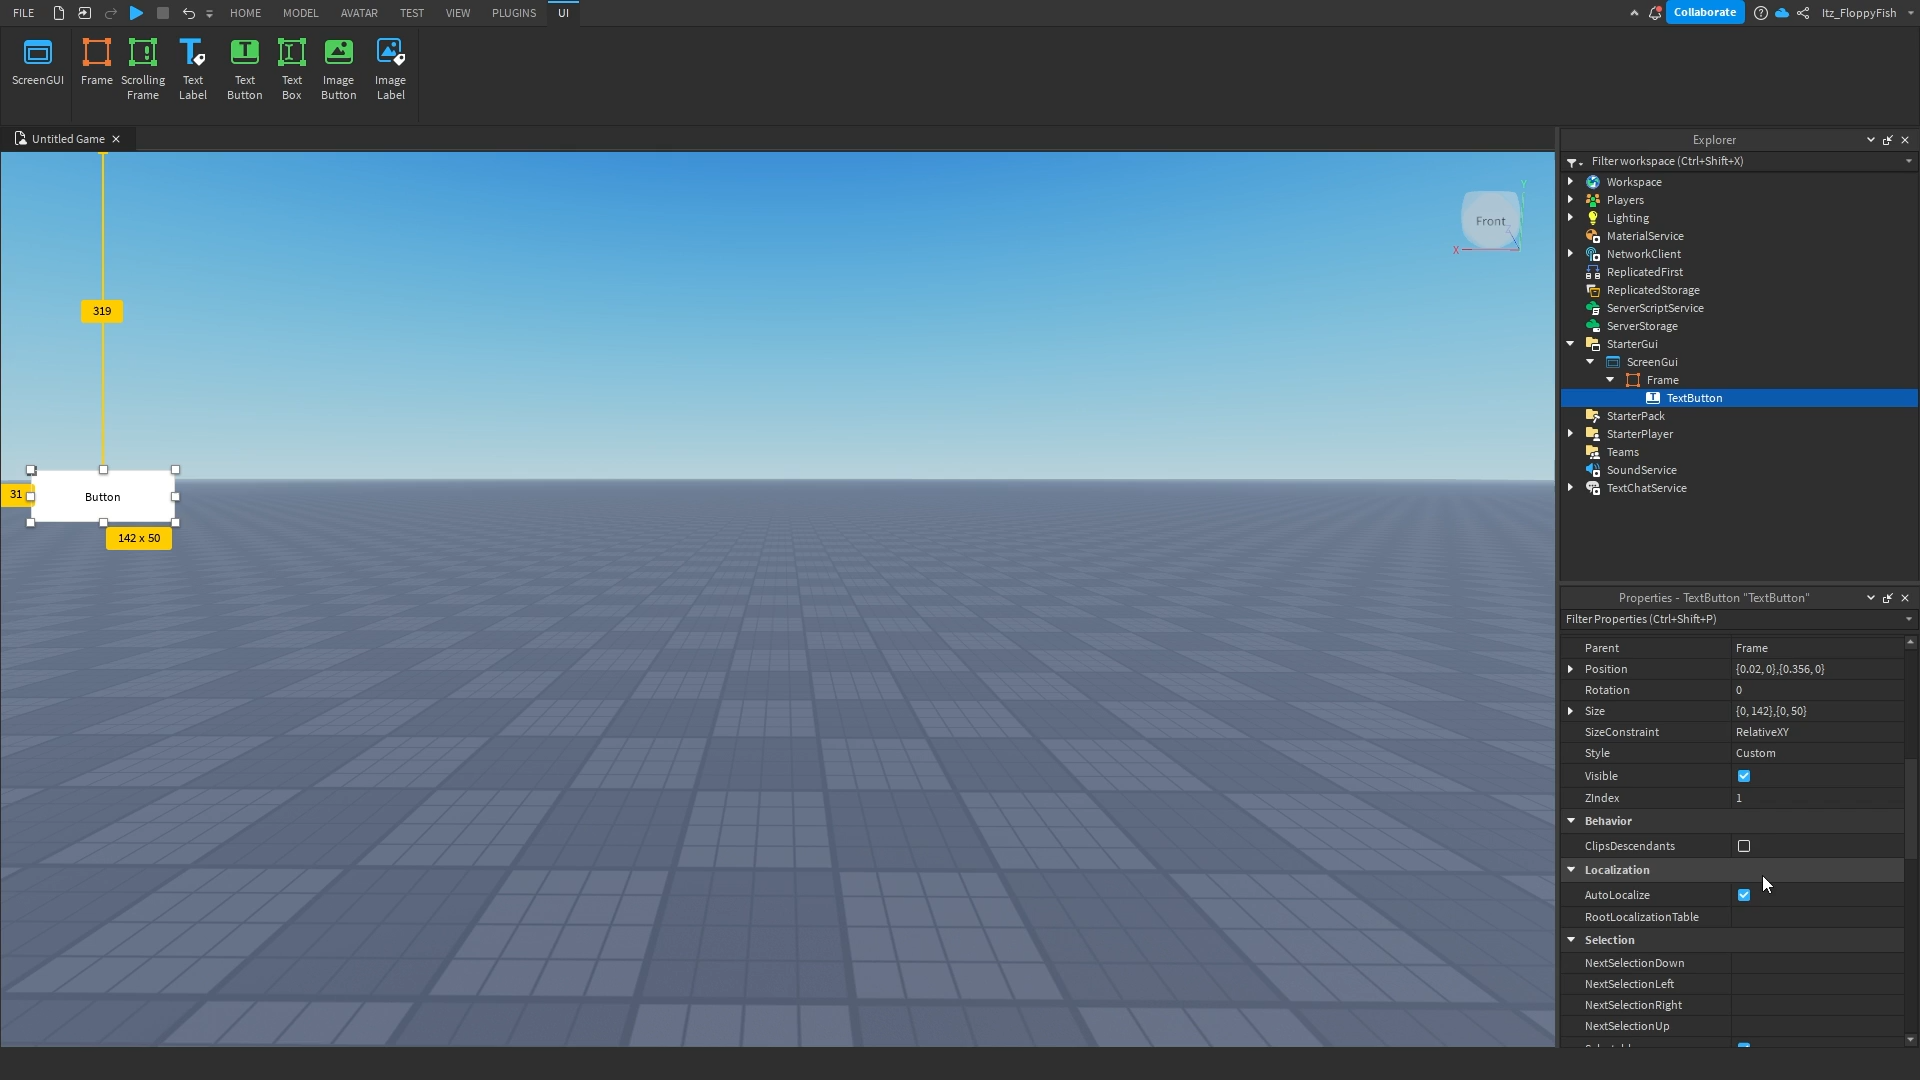 FILE
HOME
MODEL
AVATAR
TEST
VIEW
PLUGINS
UI
Collaborate
Itz_FloppyFish
ScreenGUI
Frame
Scrolling
Frame
Text
Label
Text
Button
Text
Box
Image
Button
Image
Label
Untitled Game
319
31
Button
142 x 50
Front
Y
X
Explorer
Filter workspace (Ctrl+Shift+X)
Workspace
Players
Lighting
MaterialService
NetworkClient
ReplicatedFirst
ReplicatedStorage
ServerScriptService
ServerStorage
StarterGui
ScreenGui
Frame
TextButton
StarterPack
StarterPlayer
Teams
SoundService
TextChatService
Properties - TextButton "TextButton"
Filter Properties (Ctrl+Shift+P)
Parent Frame
Position {0.02, 0},{0.356, 0}
Rotation 0
Size {0, 142},{0, 50}
SizeConstraint RelativeXY
Style Custom
Visible
ZIndex 1
Behavior
ClipsDescendants
Localization
AutoLocalize
RootLocalizationTable
Selection
NextSelectionDown
NextSelectionLeft
NextSelectionRight
NextSelectionUp